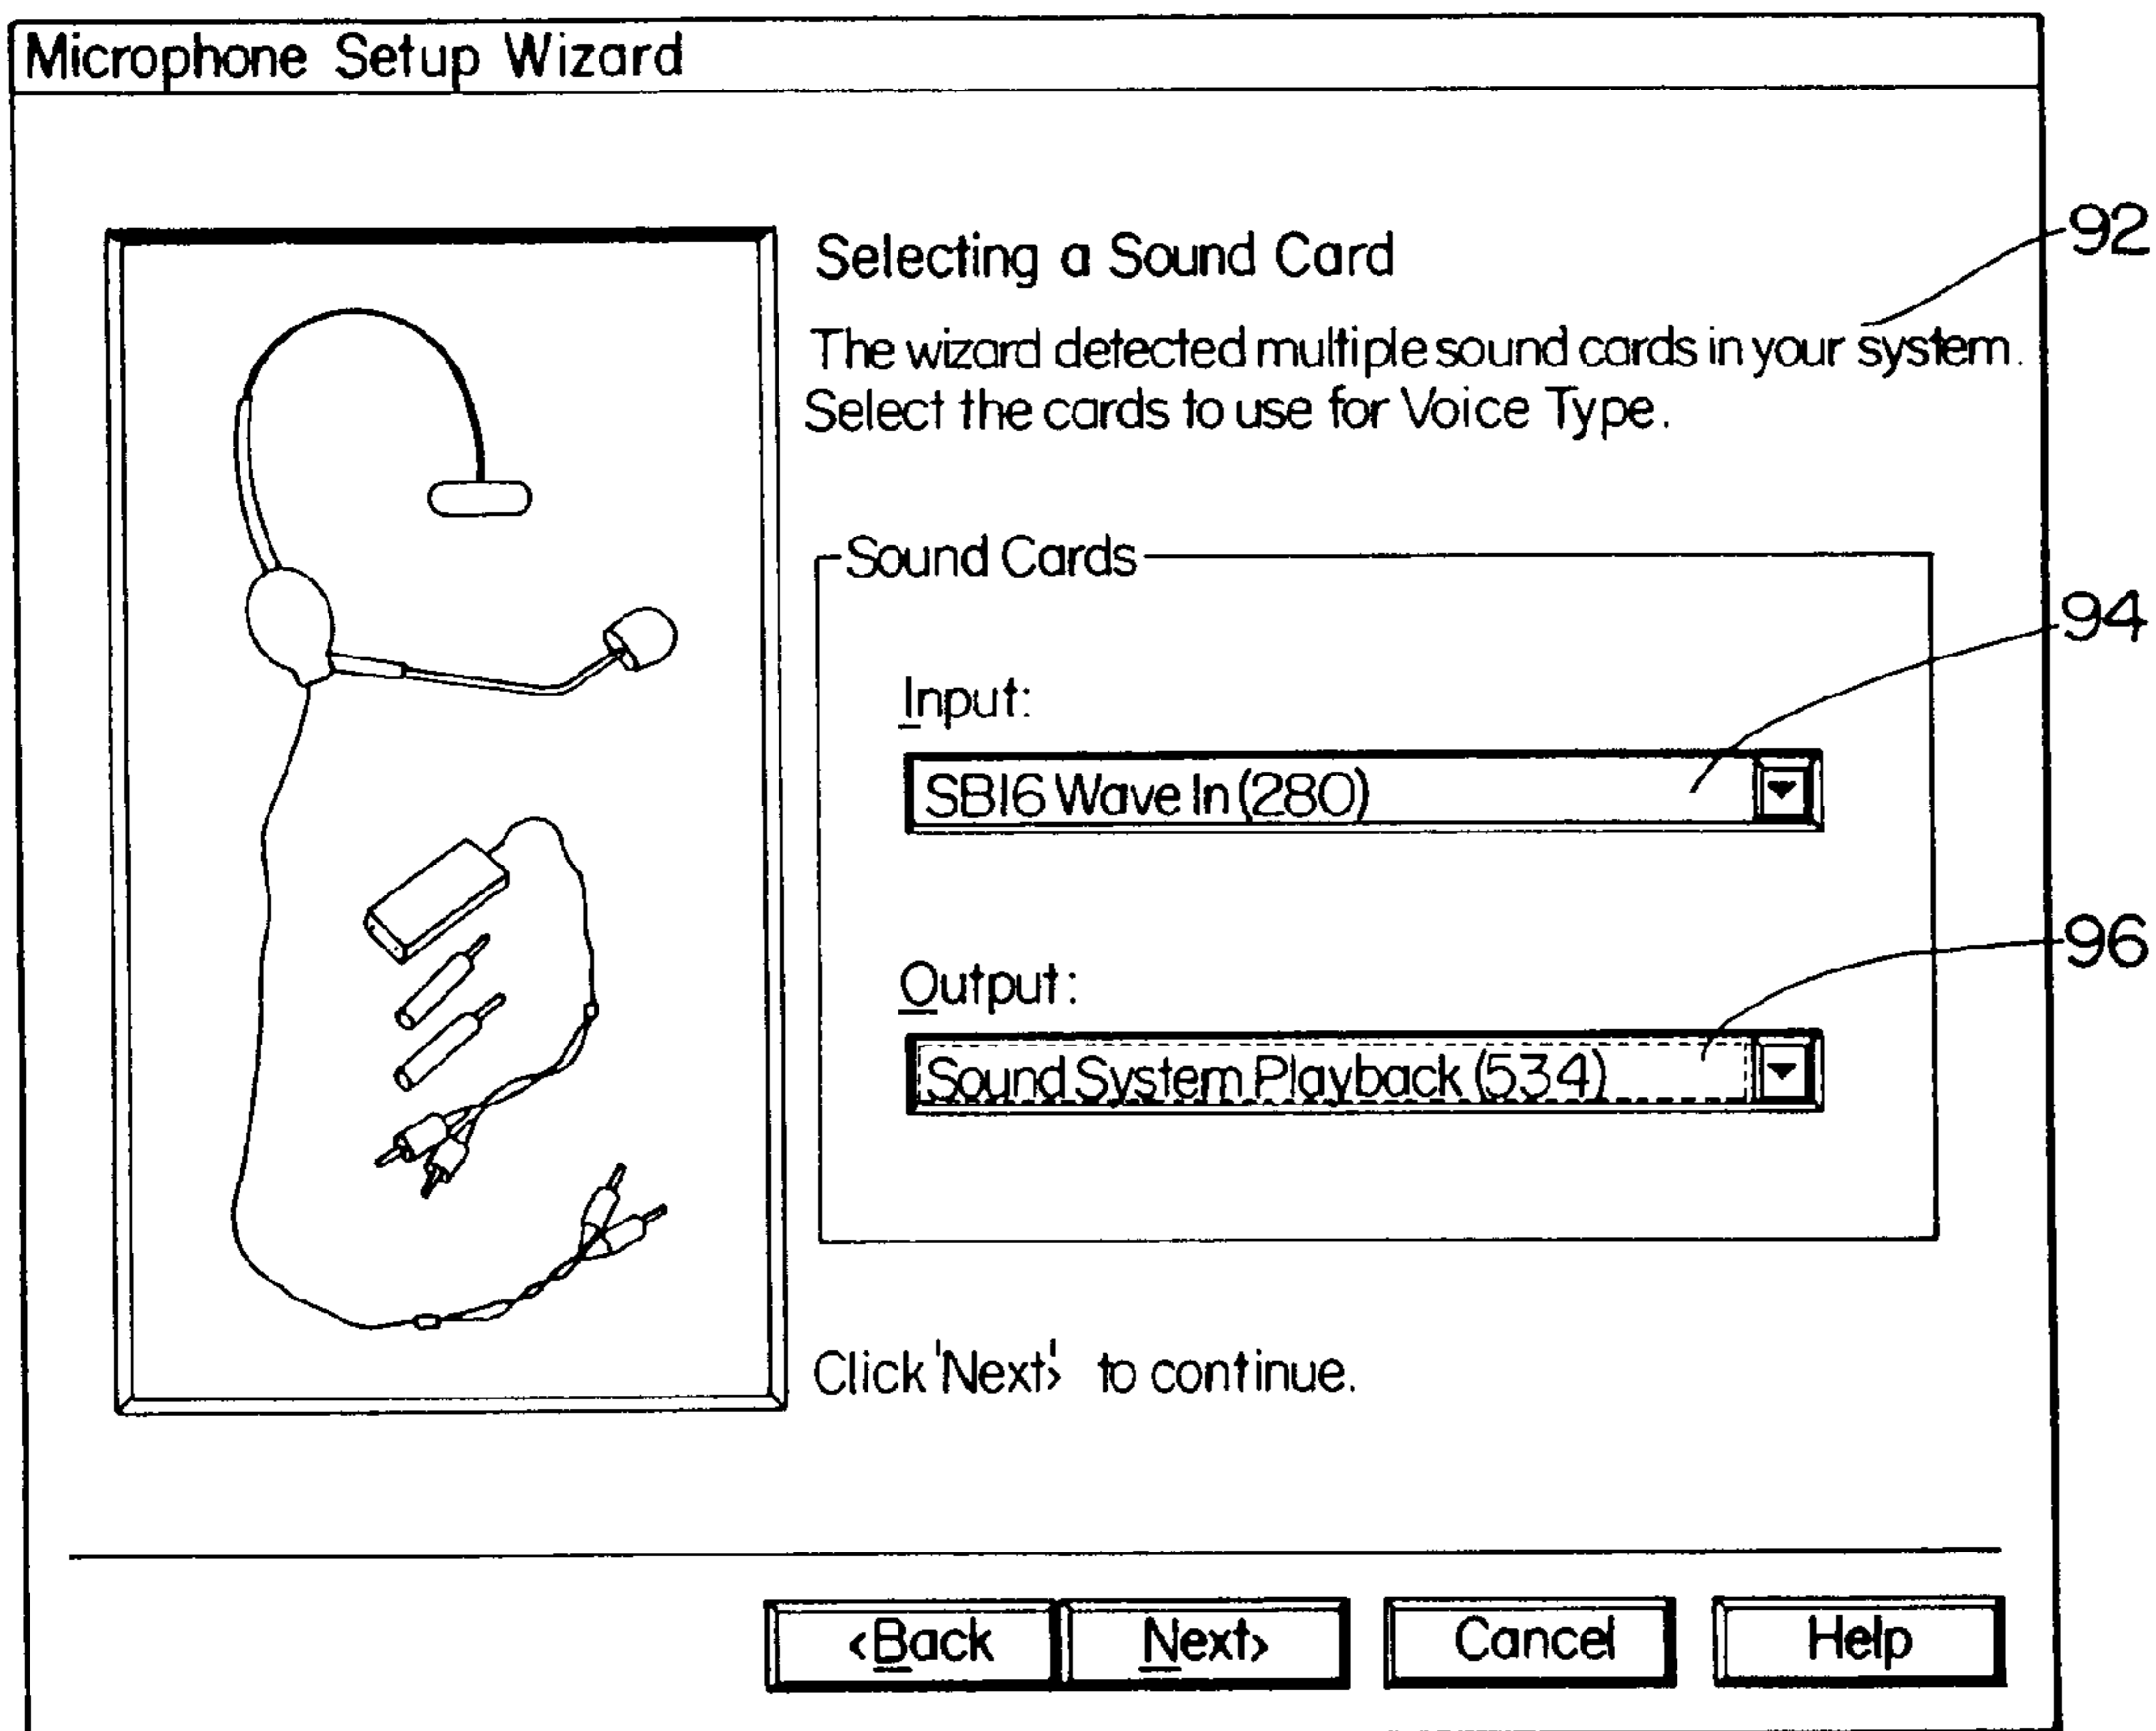 Microphone Setup Wizard
92
Selecting a Sound Card
The wizard detected multiple sound cards in your system.
Select the cards to use for Voice Type.
Sound Cards
94
Input:
SB16 Wave In (280)
96
Output:
Sound System Playback (534)
Click 'Next>' to continue.
<Back Next> Cancel Help